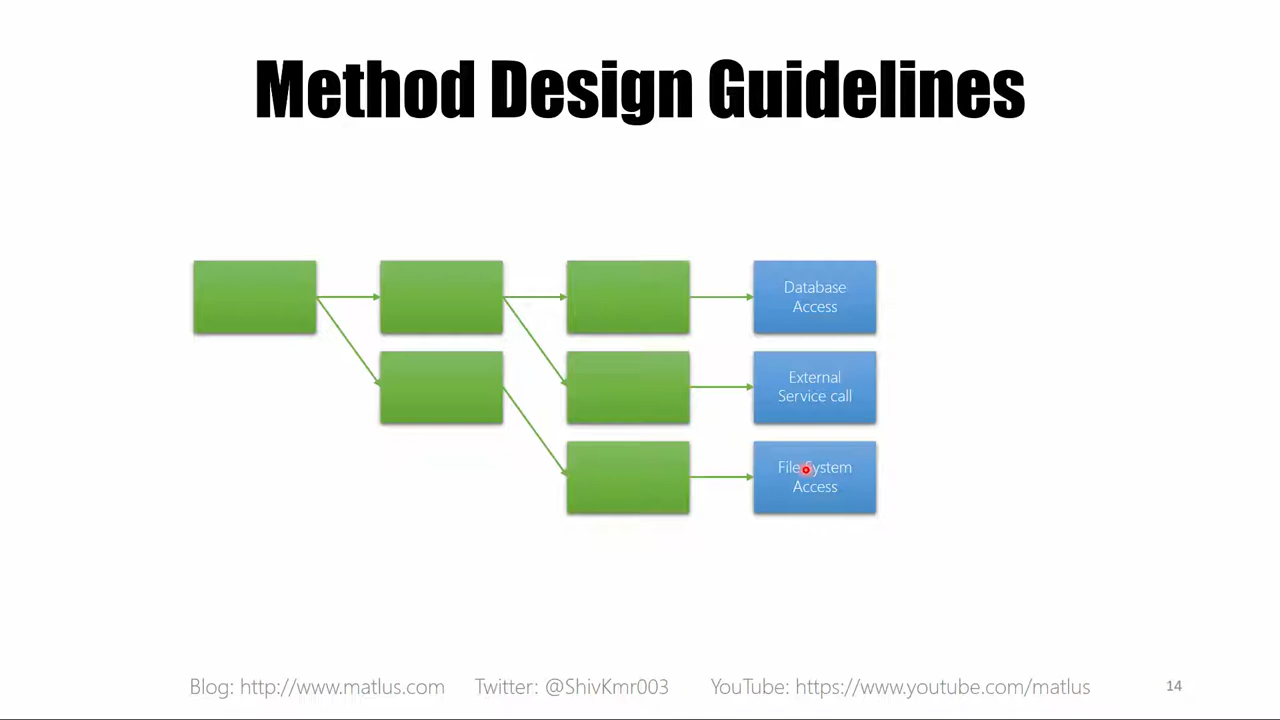 Method Design Guidelines
Database
Access
External
Service call
File System
Access
Blog: http://www.matlus.com Twitter: @ShivKmr003 YouTube: https://www.youtube.com/matlus 14